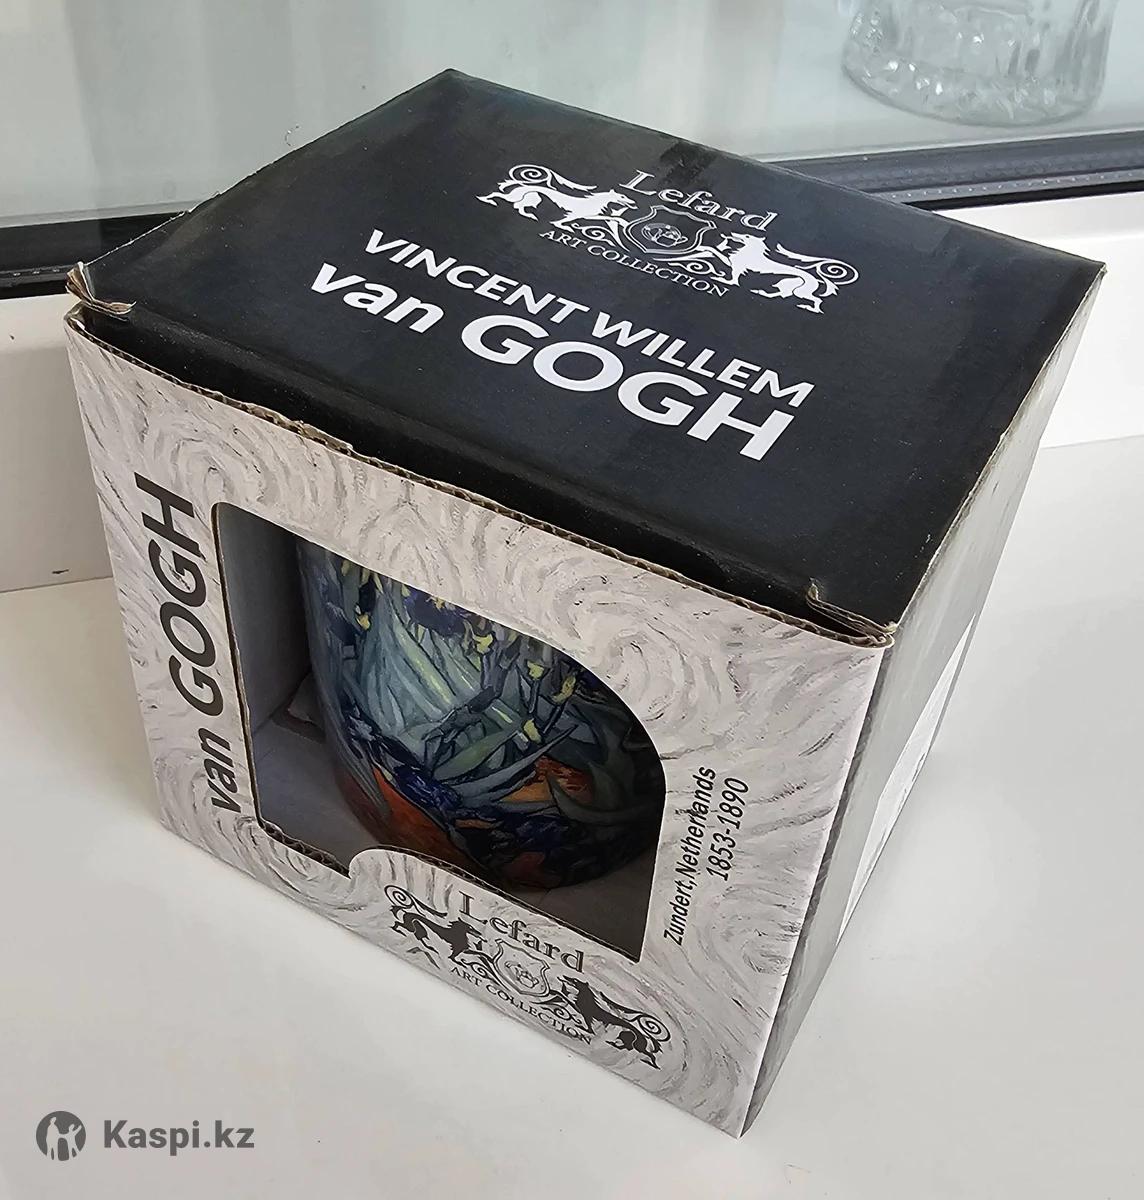 Lefard
ART COLLECTION
VINCENT WILLEM
van GOGH
van GOGH
Zundert,Netherlands
1853-1890
Lefard
ART COLLECTION
Kaspi.kz